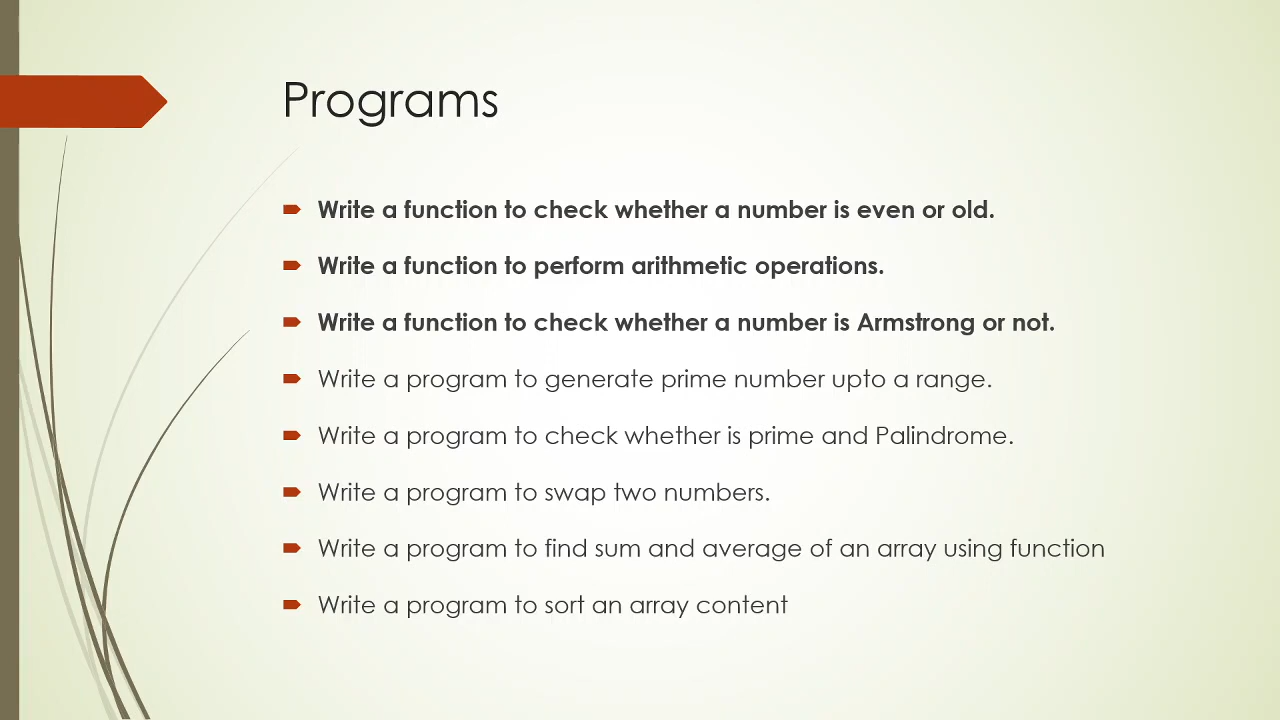 Programs
Write a function to check whether a number is even or old.
Write a function to perform arithmetic operations.
Write a function to check whether a number is Armstrong or not.
Write a program to generate prime number upto a range.
Write a program to check whether is prime and Palindrome.
Write a program to swap two numbers.
Write a program to find sum and average of an array using function
Write a program to sort an array content